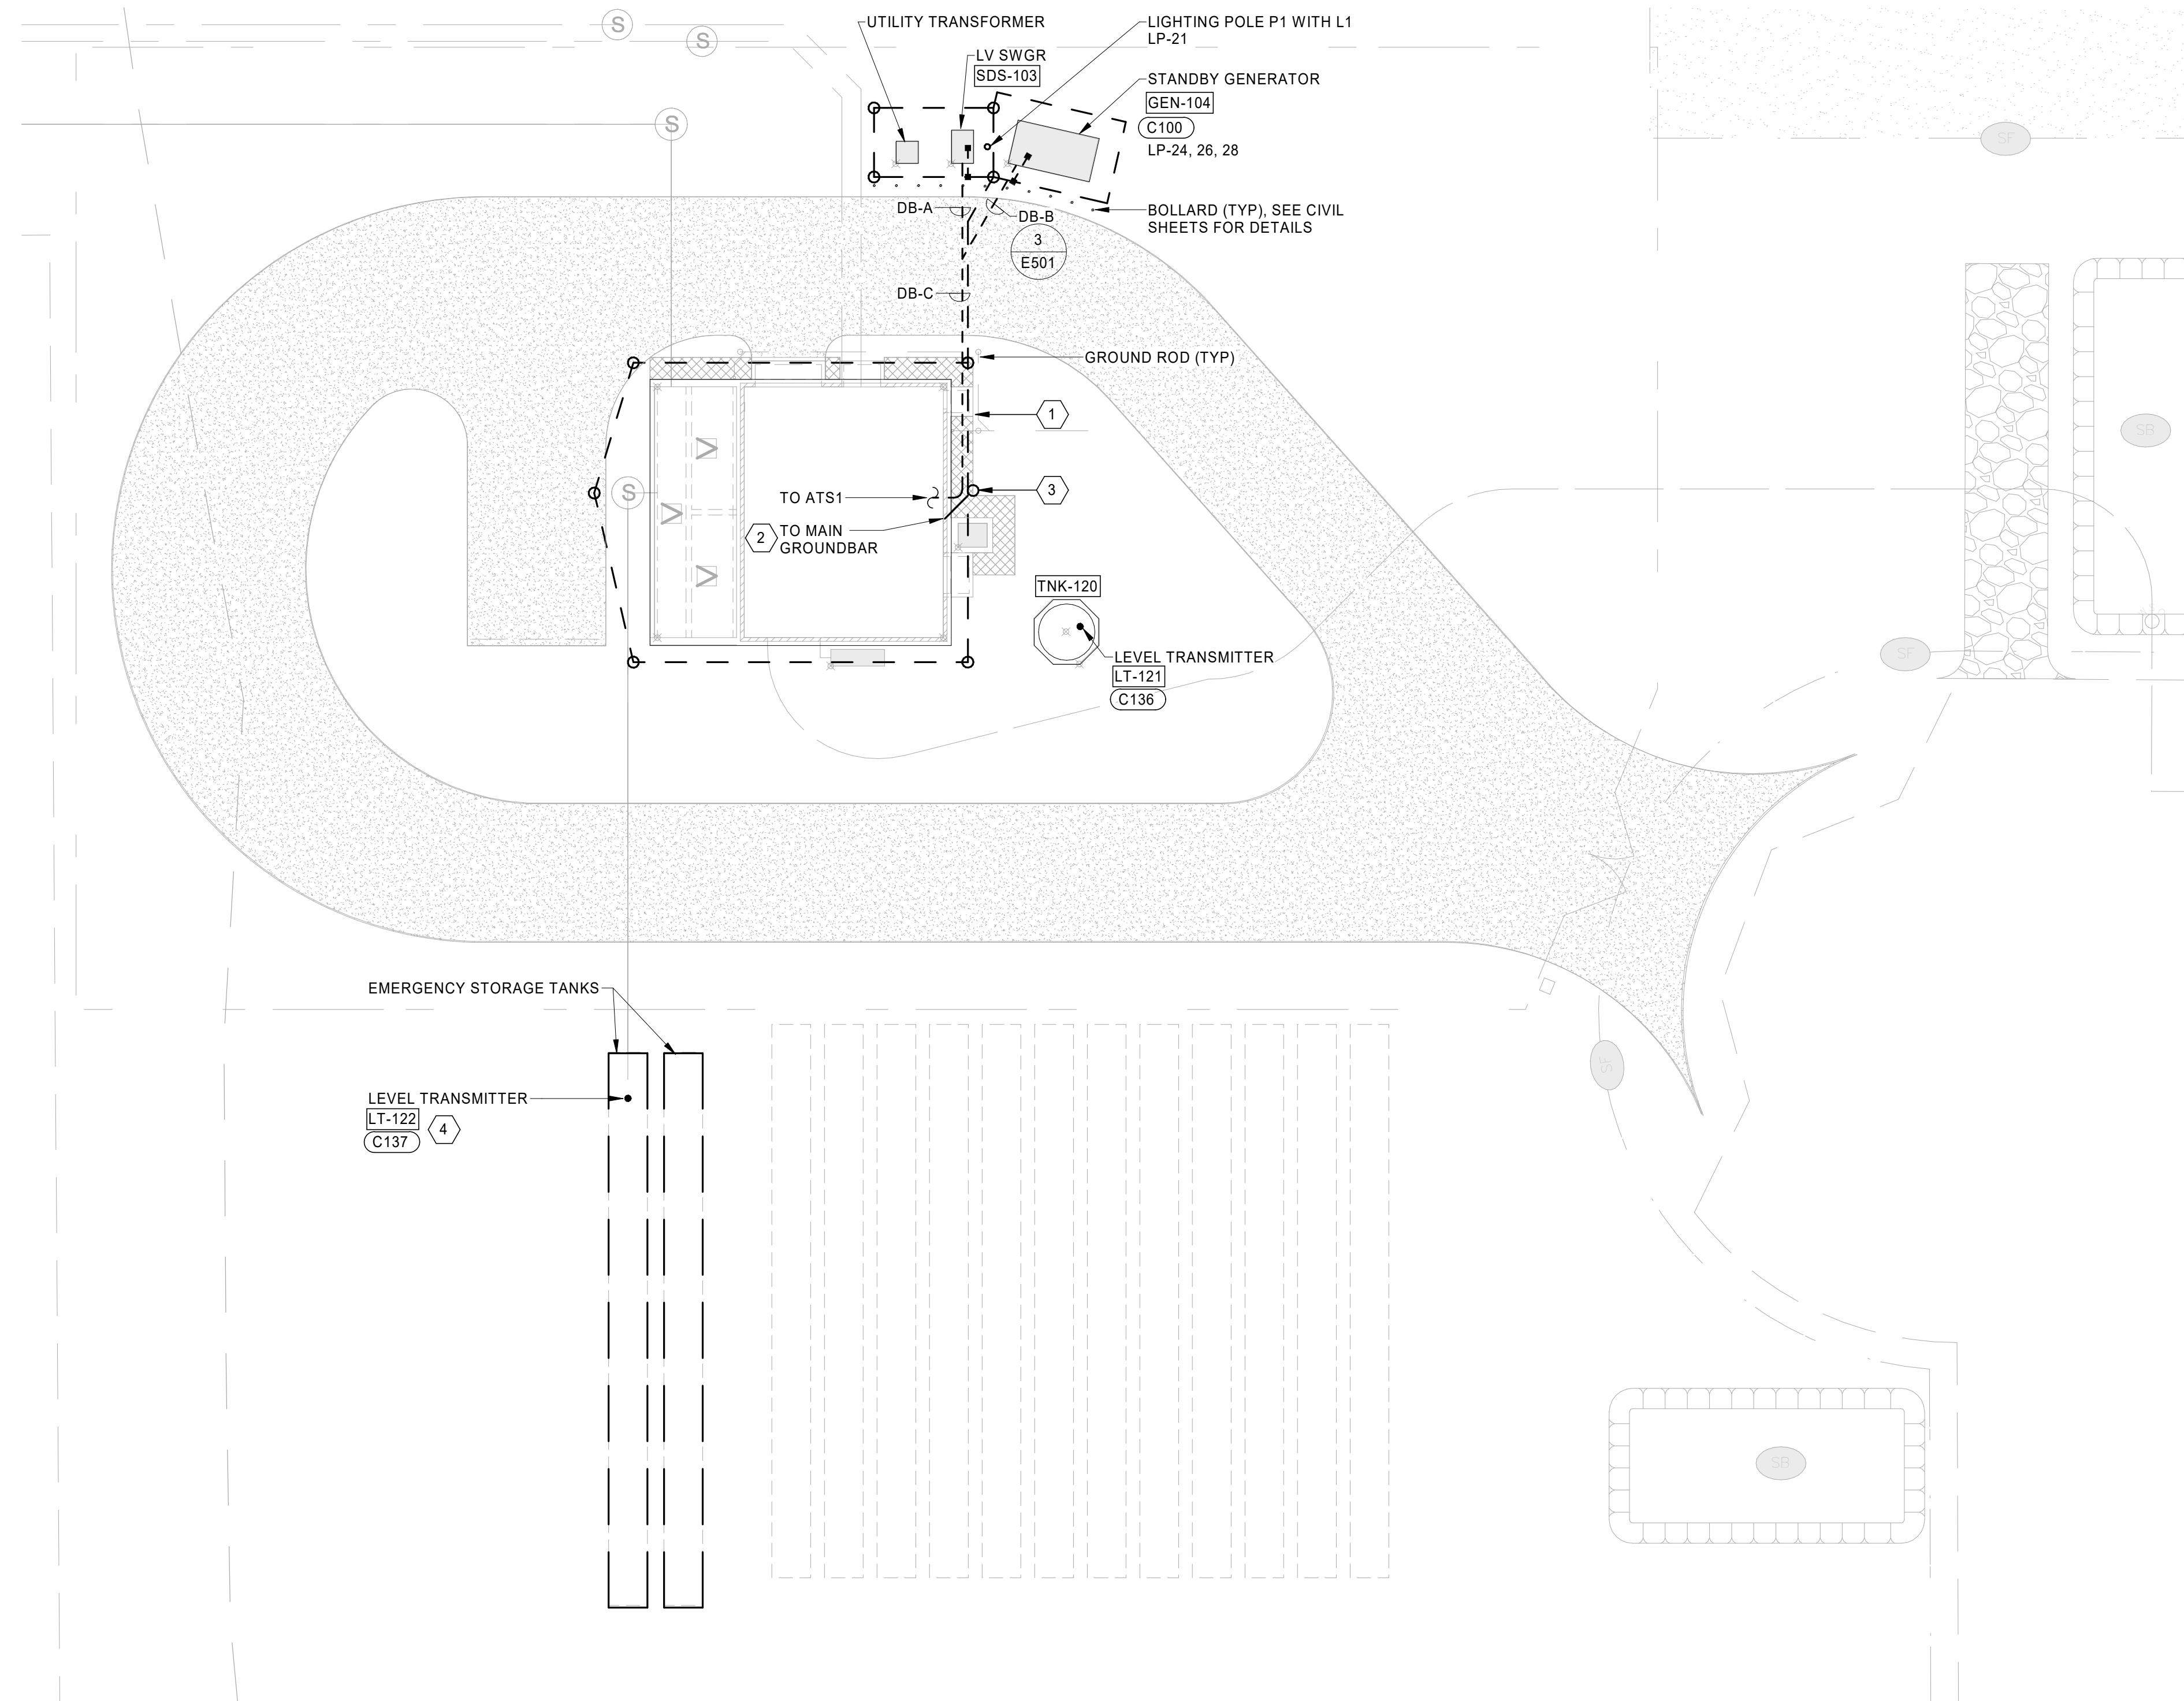 S
S
S
UTILITY TRANSFORMER
LIGHTING POLE P1 WITH L1
LP-21
LV SWGR
SDS-103
STANDBY GENERATOR
GEN-104
C100
LP-24, 26, 28
SF
DB-A
DB-B
BOLLARD (TYP), SEE CIVIL
SHEETS FOR DETAILS
3
E501
DB-C
GROUND ROD (TYP)
1
SB
S
TO ATS1
3
2
TO MAIN
GROUNDBAR
TNK-120
LEVEL TRANSMITTER
LT-121
C136
SF
EMERGENCY STORAGE TANKS
SF
LEVEL TRANSMITTER
LT-122
C137
4
SB